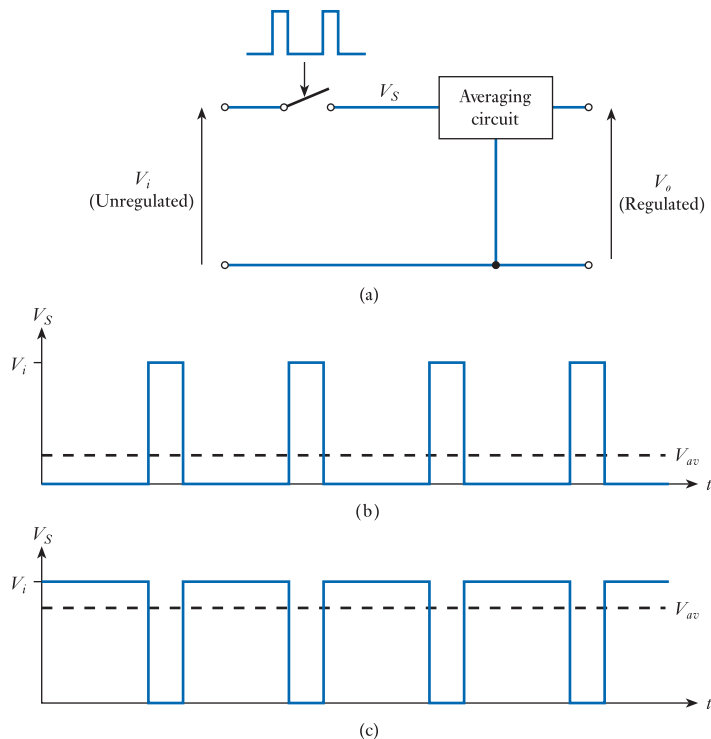 V_S
Averaging
circuit
V_i
(Unregulated)
V_o
(Regulated)
(a)
V_S
V_i
V_av
t
(b)
V_S
V_i
V_av
t
(c)